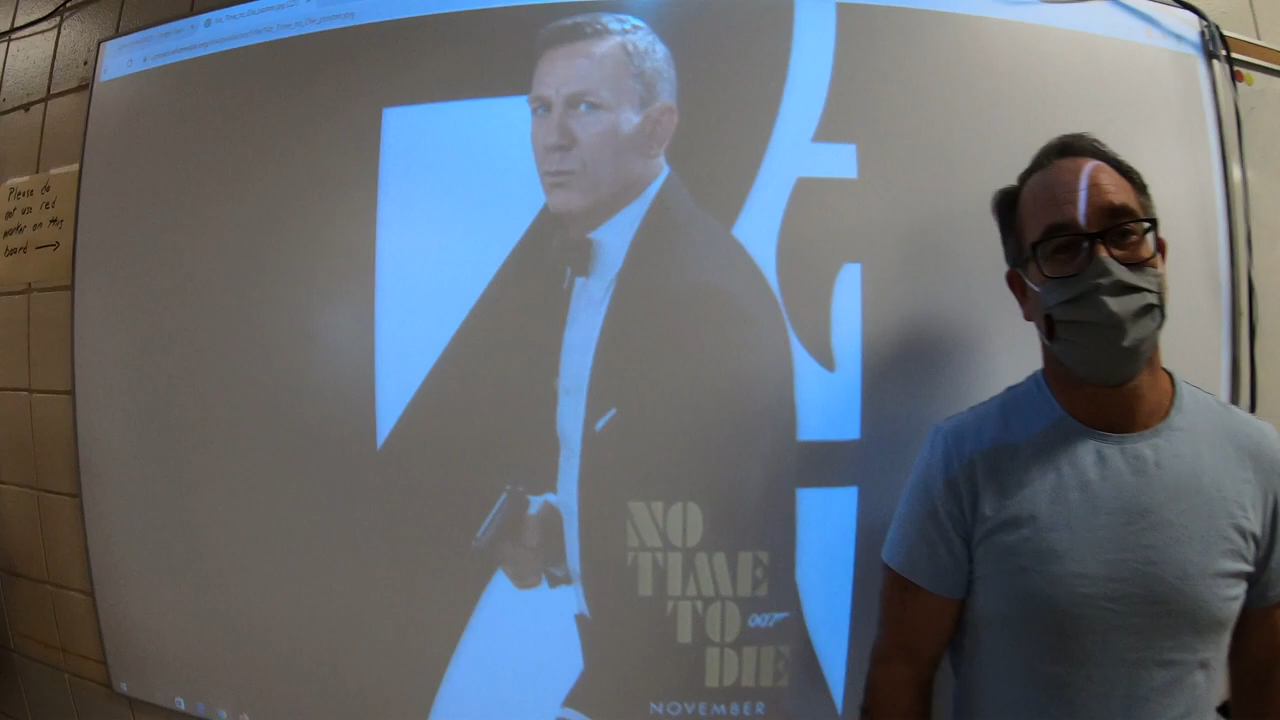 Please do
not use red
marker on this
board →
NO
TIME
TO 007
DIE
NOVEMBER